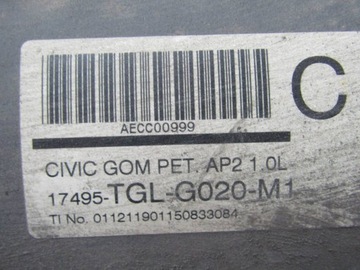 C
AECC00999
CIVIC GOM PET. AP2 1.0L
17495-TGL-G020-M1
TI No. 011211901150833084